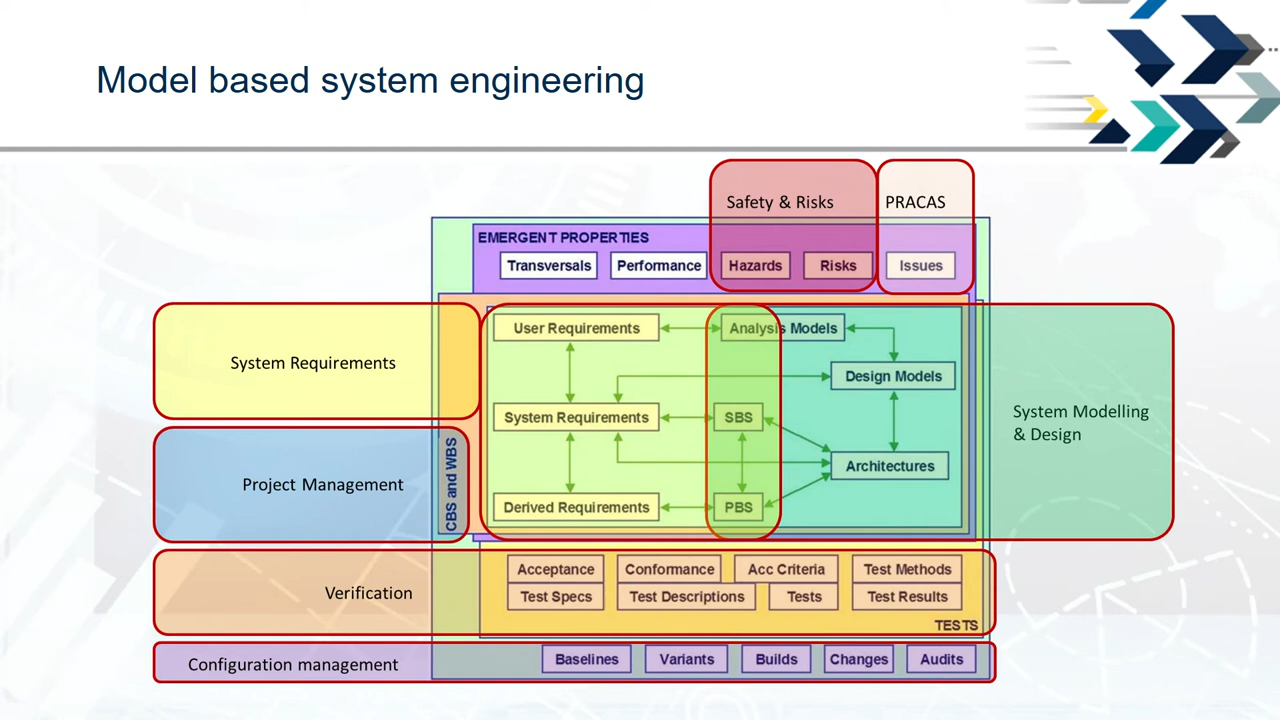 Model based system engineering
Safety & Risks
PRACAS
EMERGENT PROPERTIES
Transversals
Performance
Hazards
Risks
Issues
System Requirements
User Requirements
Analysis Models
Design Models
System Requirements
SBS
System Modelling
& Design
Architectures
CBS and WBS
Project Management
Derived Requirements
PBS
Verification
Acceptance
Conformance
Acc Criteria
Test Methods
Test Specs
Test Descriptions
Tests
Test Results
TESTS
Configuration management
Baselines
Variants
Builds
Changes
Audits